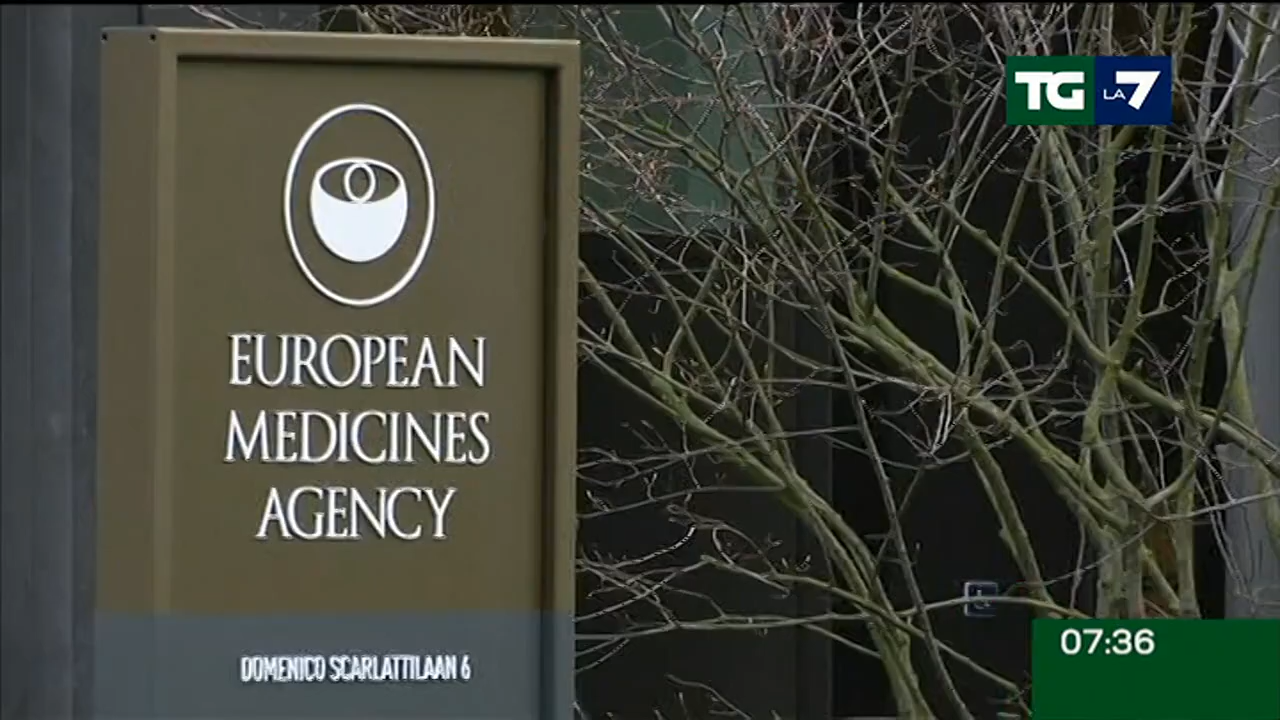 TG LA7
EUROPEAN
MEDICINES
AGENCY
DOMENICO SCARLATTILAAN 6
07:36